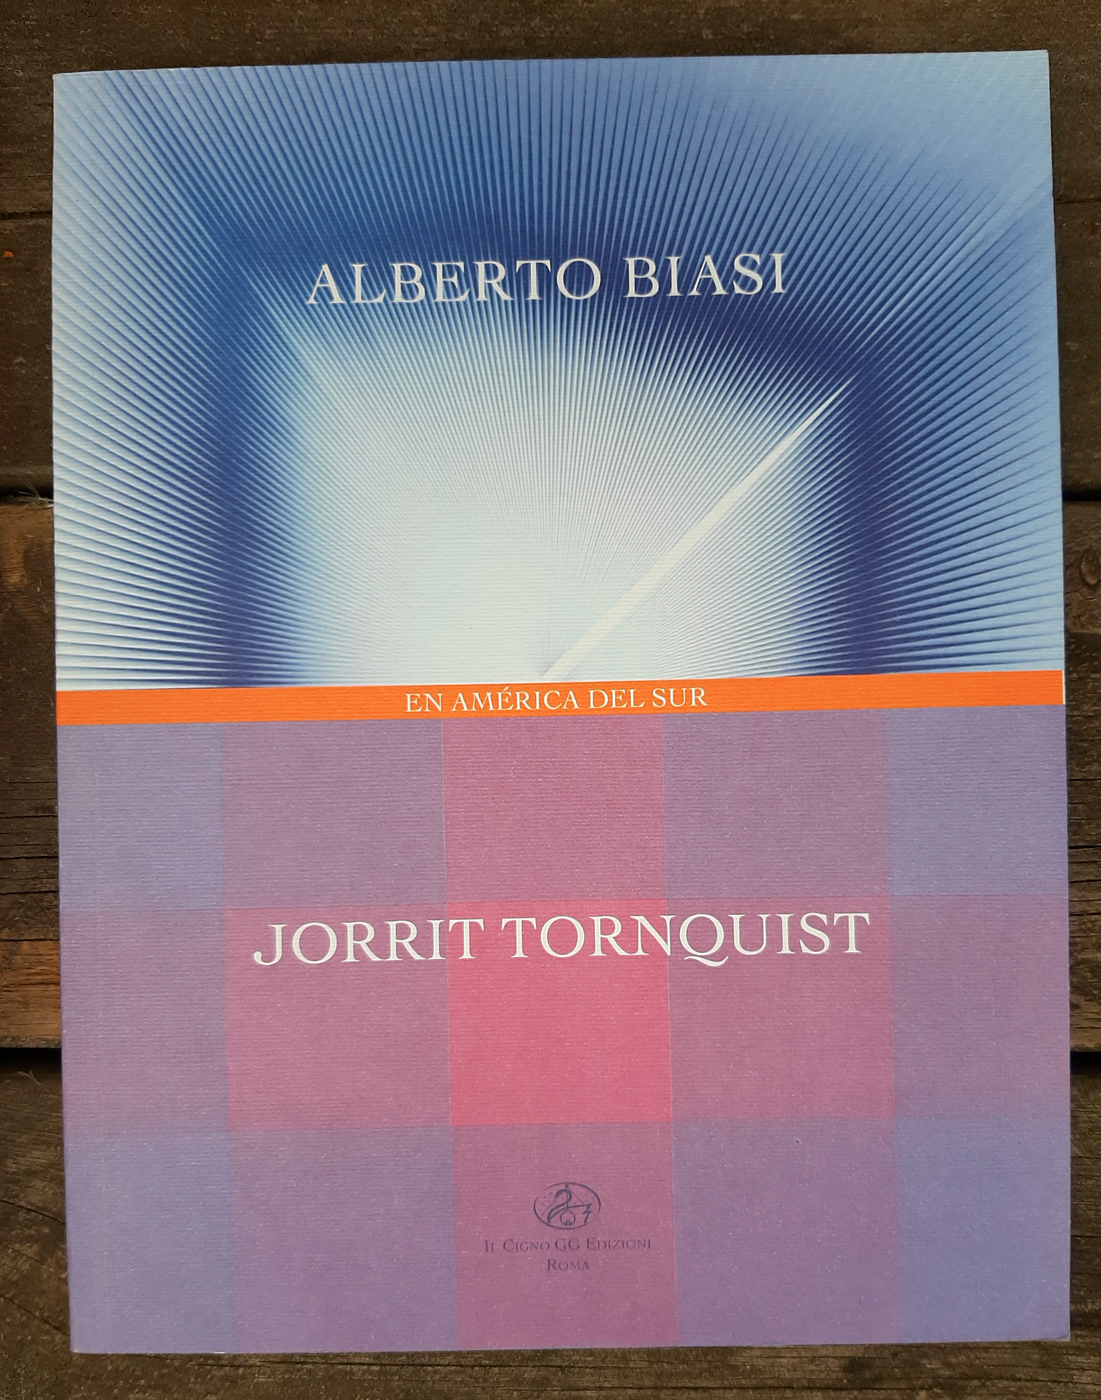 ALBERTO BIASI
EN AMÉRICA DEL SUR
JORRIT TORNQUIST
IL CIGNO GG EDIZIONI
ROMA